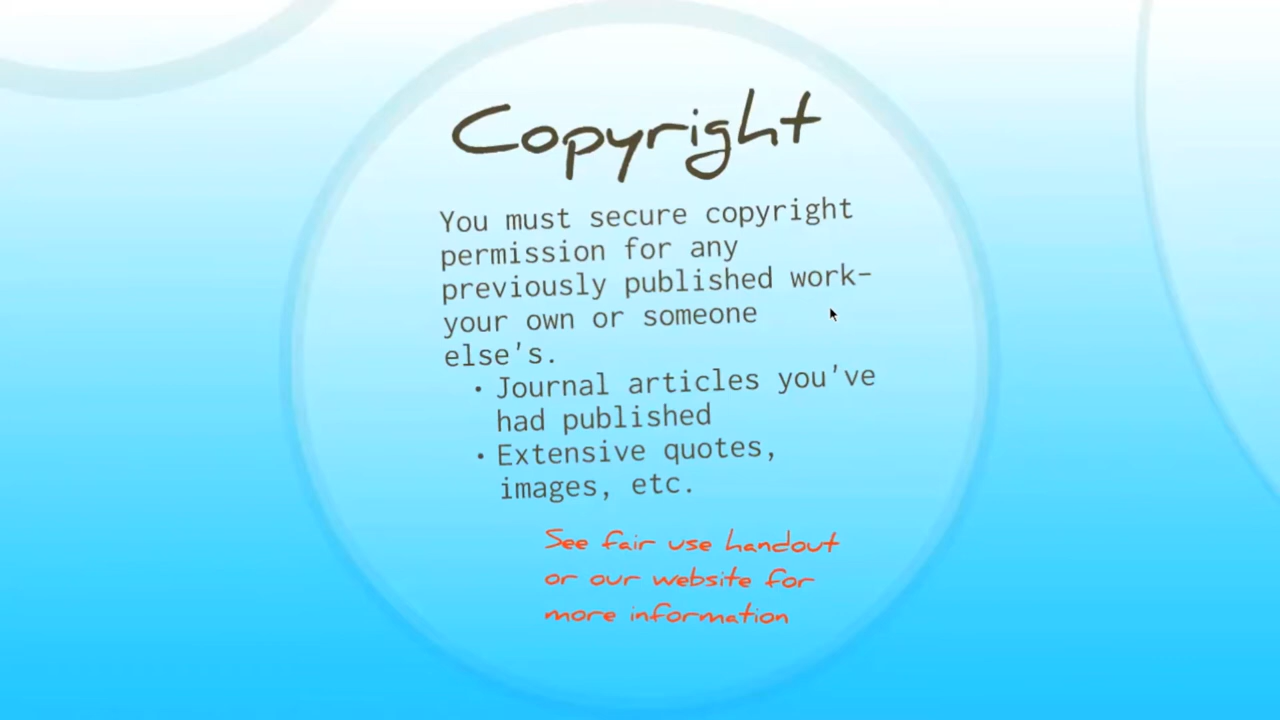 Copyright
You must secure copyright
permission for any
previously published work-
your own or someone
else's.
• Journal articles you've
had published
• Extensive quotes,
images, etc.
See fair use handout
or our website for
more information